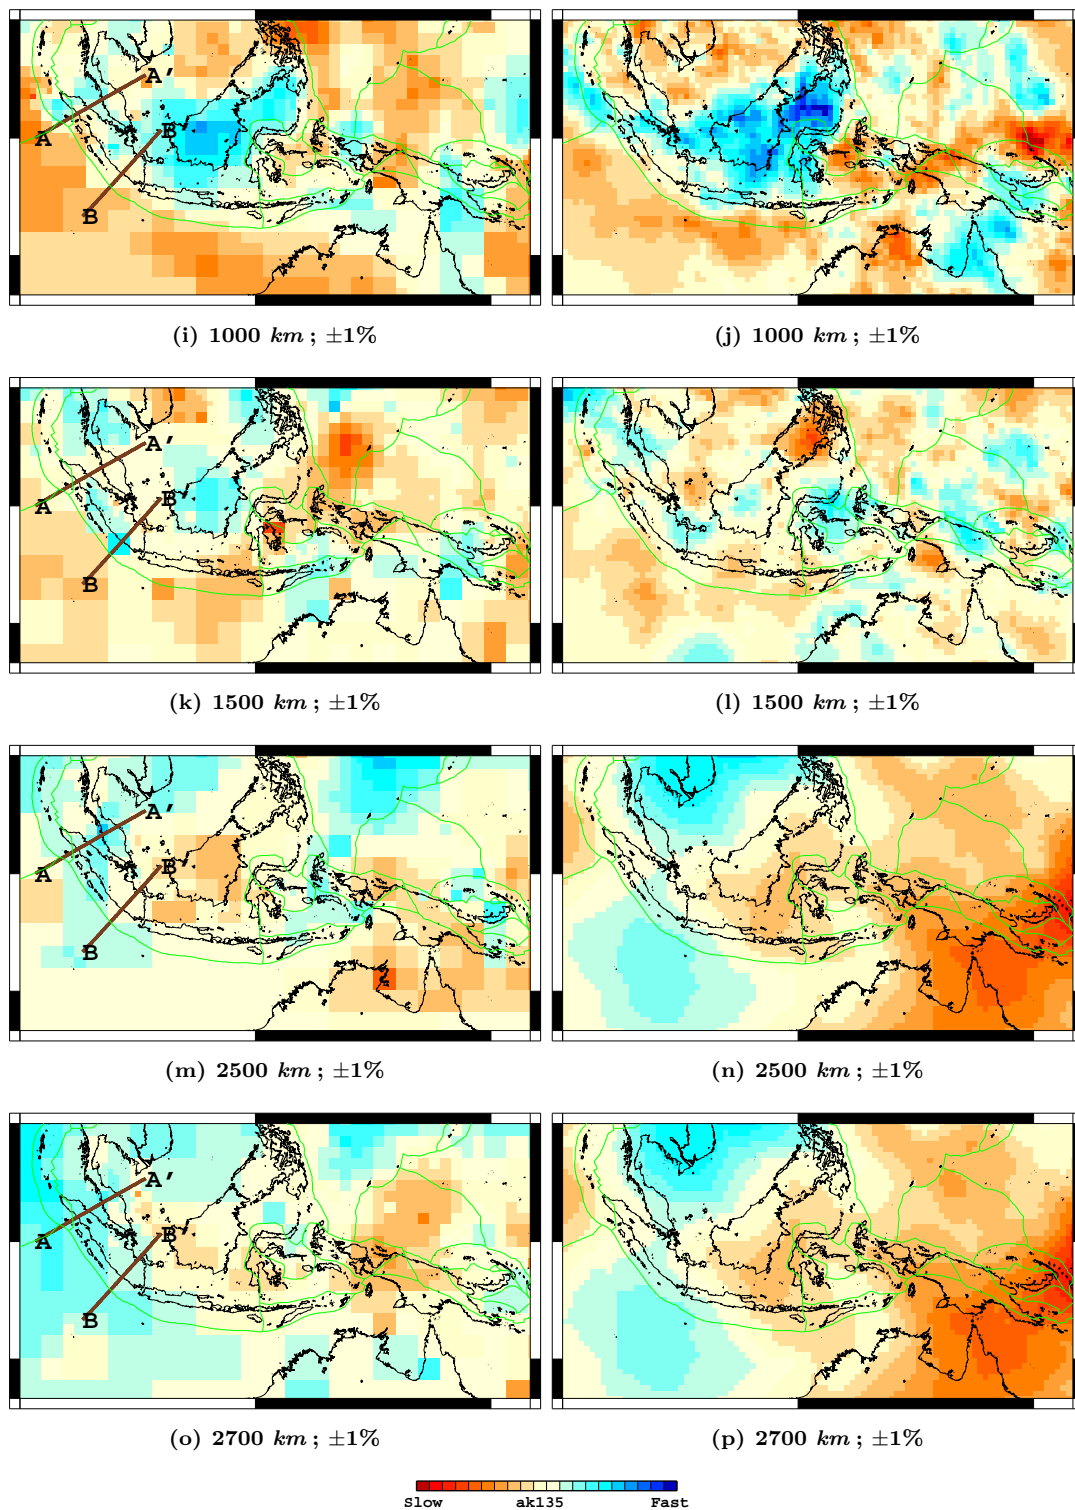 A A'
B B'
(i) 1000 km ; ±1%
(j) 1000 km ; ±1%
A A'
B B'
(k) 1500 km ; ±1%
(l) 1500 km ; ±1%
A A'
B B'
(m) 2500 km ; ±1%
(n) 2500 km ; ±1%
A A'
B B'
(o) 2700 km ; ±1%
(p) 2700 km ; ±1%
Slow ak135 Fast